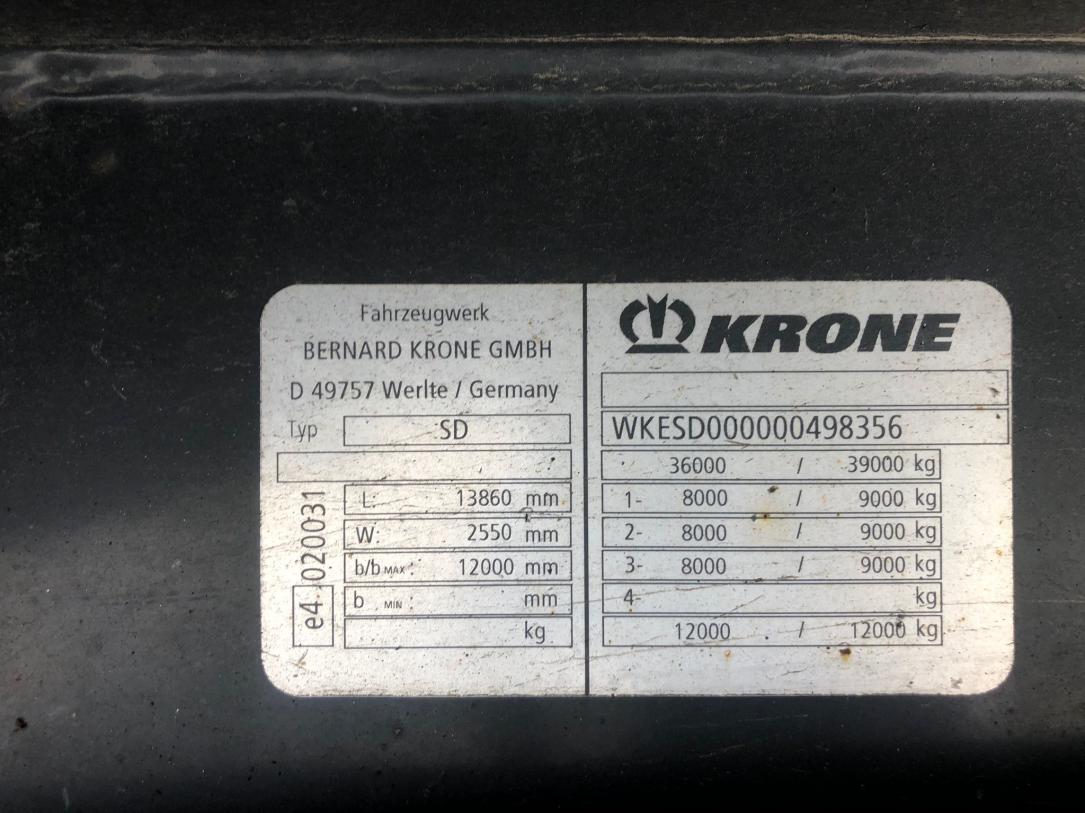 Fahrzeugwerk
BERNARD KRONE GMBH
D 49757 Werlte / Germany
Typ SD
L: 13860 mm
W: 2550 mm
b/b MAX: 12000 mm
b MIN: mm
kg
e4 020031
KRONE
WKESD000000498356
36000 / 39000 kg
1- 8000 / 9000 kg
2- 8000 / 9000 kg
3- 8000 / 9000 kg
4- kg
12000 / 12000 kg